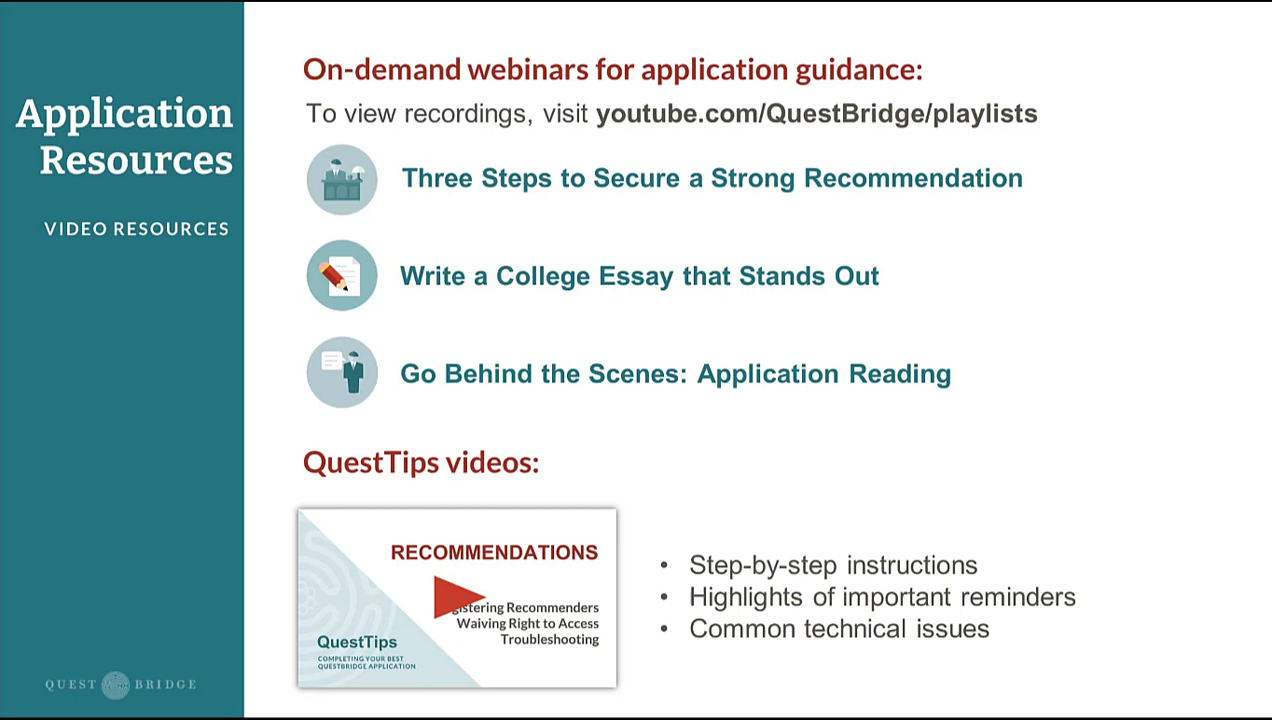 Application
Resources
VIDEO RESOURCES
On-demand webinars for application guidance:
To view recordings, visit youtube.com/QuestBridge/playlists
Three Steps to Secure a Strong Recommendation
Write a College Essay that Stands Out
Go Behind the Scenes: Application Reading
QuestTips videos:
RECOMMENDATIONS
Recommenders
Waiving Right to Access
Troubleshooting
QuestTips
COMPLETING YOUR BEST
QUESTBRIDGE APPLICATION
• Step-by-step instructions
• Highlights of important reminders
• Common technical issues
QUEST BRIDGE